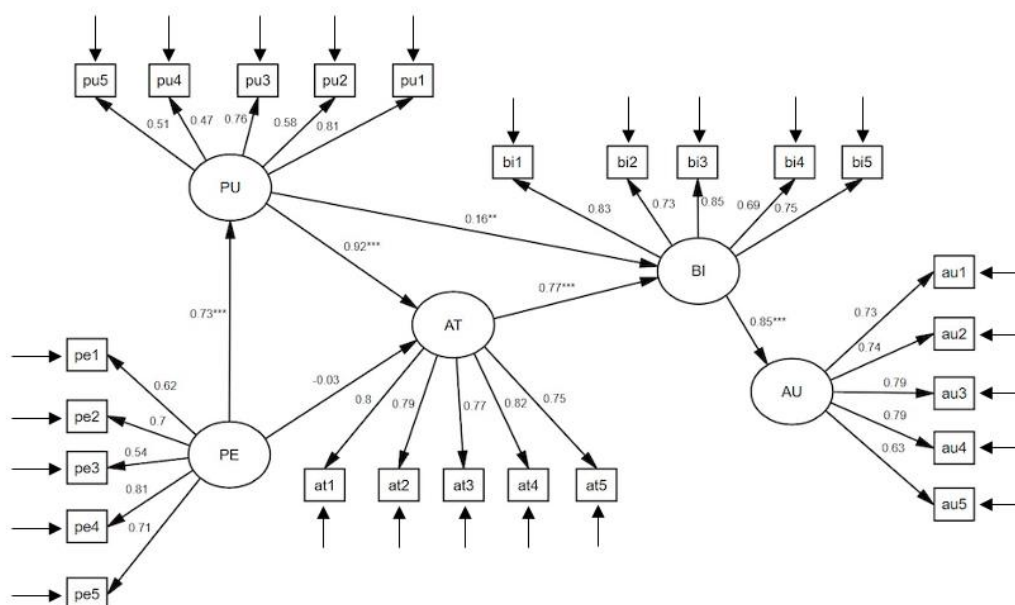 pu5 pu4 pu3 pu2 pu1
0.51 0.47 0.76 0.58 0.81
bi1 bi2 bi3 bi4 bi5
PU
0.83 0.73 0.85 0.69 0.75
0.16**
0.92***
BI
au1
0.77***
0.73***
AT
0.85***
0.73
au2
0.74
pe1
-0.03
AU
0.79
au3
0.62
0.8 0.79 0.77 0.82 0.75
0.79
pe2
0.7
au4
0.63
pe3
0.54
PE
0.81
at1 at2 at3 at4 at5
au5
pe4
0.71
pe5